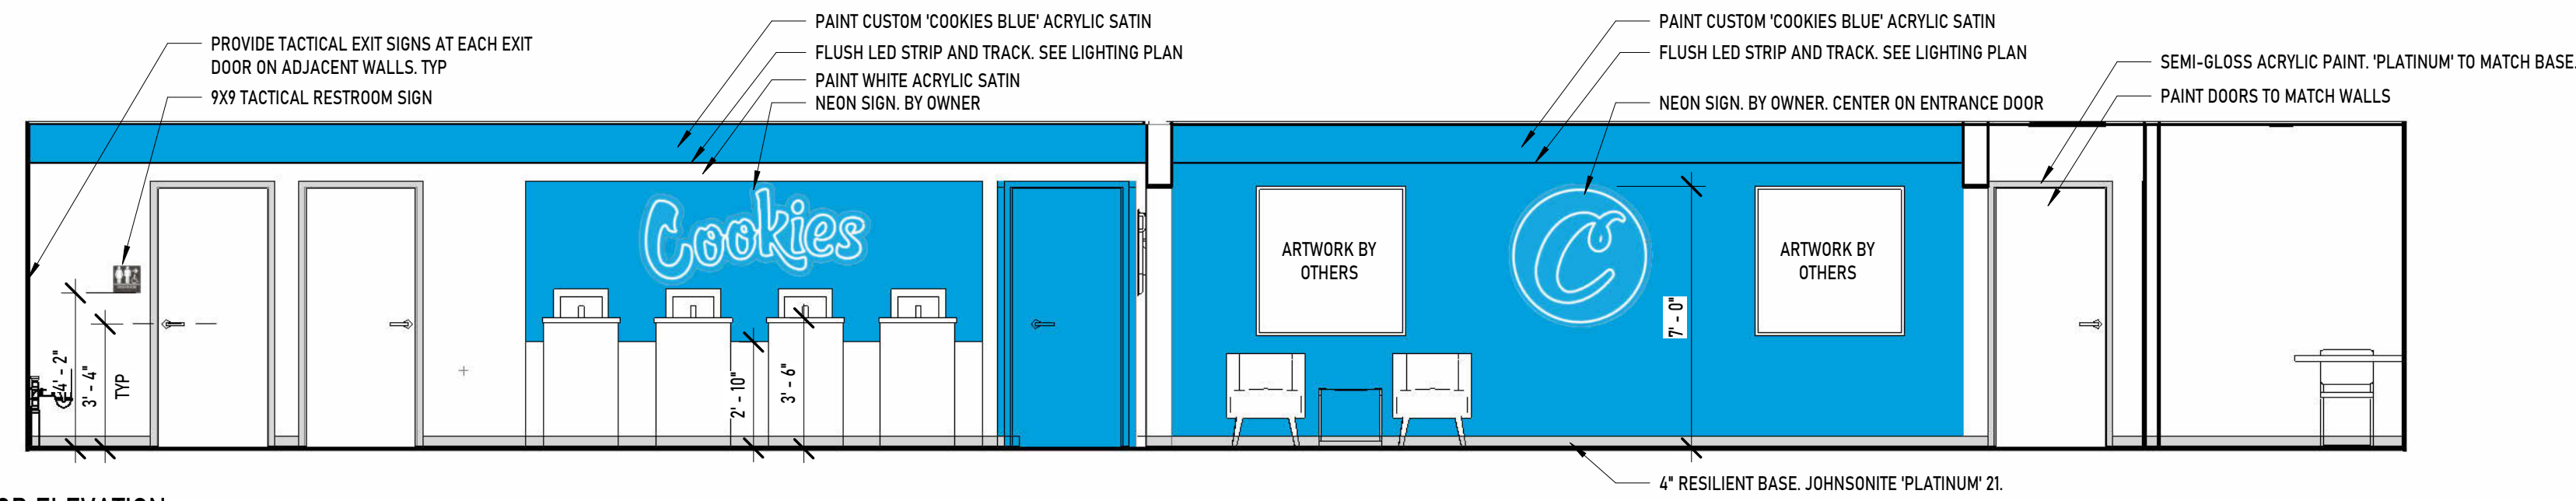 PROVIDE TACTICAL EXIT SIGNS AT EACH EXIT
DOOR ON ADJACENT WALLS. TYP
9X9 TACTICAL RESTROOM SIGN
PAINT CUSTOM 'COOKIES BLUE' ACRYLIC SATIN
FLUSH LED STRIP AND TRACK. SEE LIGHTING PLAN
PAINT WHITE ACRYLIC SATIN
NEON SIGN. BY OWNER
PAINT CUSTOM 'COOKIES BLUE' ACRYLIC SATIN
FLUSH LED STRIP AND TRACK. SEE LIGHTING PLAN
NEON SIGN. BY OWNER. CENTER ON ENTRANCE DOOR
SEMI-GLOSS ACRYLIC PAINT. 'PLATINUM' TO MATCH BASE.
PAINT DOORS TO MATCH WALLS
Cookies
C
ARTWORK BY
OTHERS
ARTWORK BY
OTHERS
4' - 2"
3' - 4"
TYP
2' - 10"
3' - 6"
7' - 0"
4" RESILIENT BASE. JOHNSONITE 'PLATINUM' 21.
ELEVATION